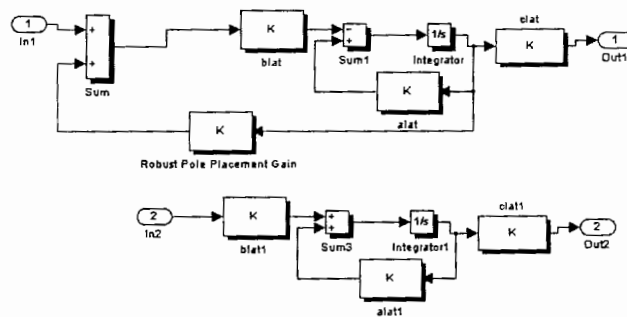 1
In1
+
+
Sum
K
blat
−
+
Sum1
1/s
Integrator
clat
K
1
Out1
K
alat
K
Robust Pole Placement Gain
2
In2
K
blat1
+
+
Sum3
1/s
Integrator1
clat1
K
2
Out2
K
alat1